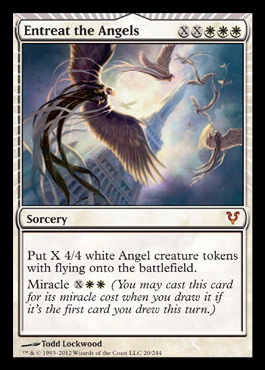 Entreat the Angels XXWWW
Sorcery
Put X 4/4 white Angel creature tokens
with flying onto the battlefield.
Miracle XWW (You may cast this
card for its miracle cost when you draw it if
it's the first card you drew this turn.)
Todd Lockwood
™ & © 1993-2012 Wizards of the Coast LLC 20/244